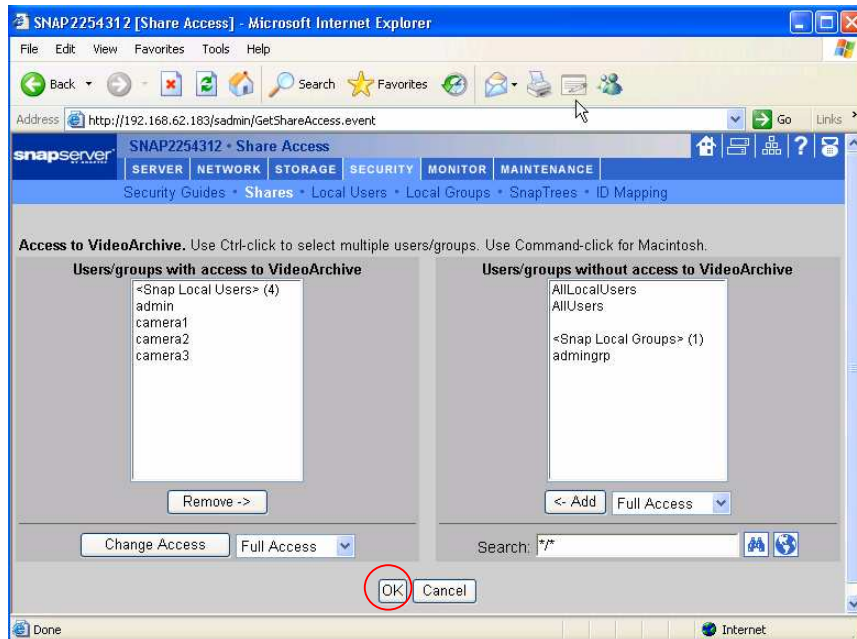 SNAP2254312 [Share Access] - Microsoft Internet Explorer
File Edit View Favorites Tools Help
Back Search Favorites
Address http://192.168.62.183/sadmin/GetShareAccess.event Go Links »
snapserver SNAP2254312 • Share Access
SERVER NETWORK STORAGE SECURITY MONITOR MAINTENANCE
Security Guides • Shares • Local Users • Local Groups • SnapTrees • ID Mapping
Access to VideoArchive. Use Ctrl-click to select multiple users/groups. Use Command-click for Macintosh.
Users/groups with access to VideoArchive
<Snap Local Users> (4)
admin
camera1
camera2
camera3
Remove ->
Change Access Full Access
Users/groups without access to VideoArchive
AllLocalUsers
AllUsers
<Snap Local Groups> (1)
admingrp
<- Add Full Access
Search: */*
OK Cancel
Done Internet